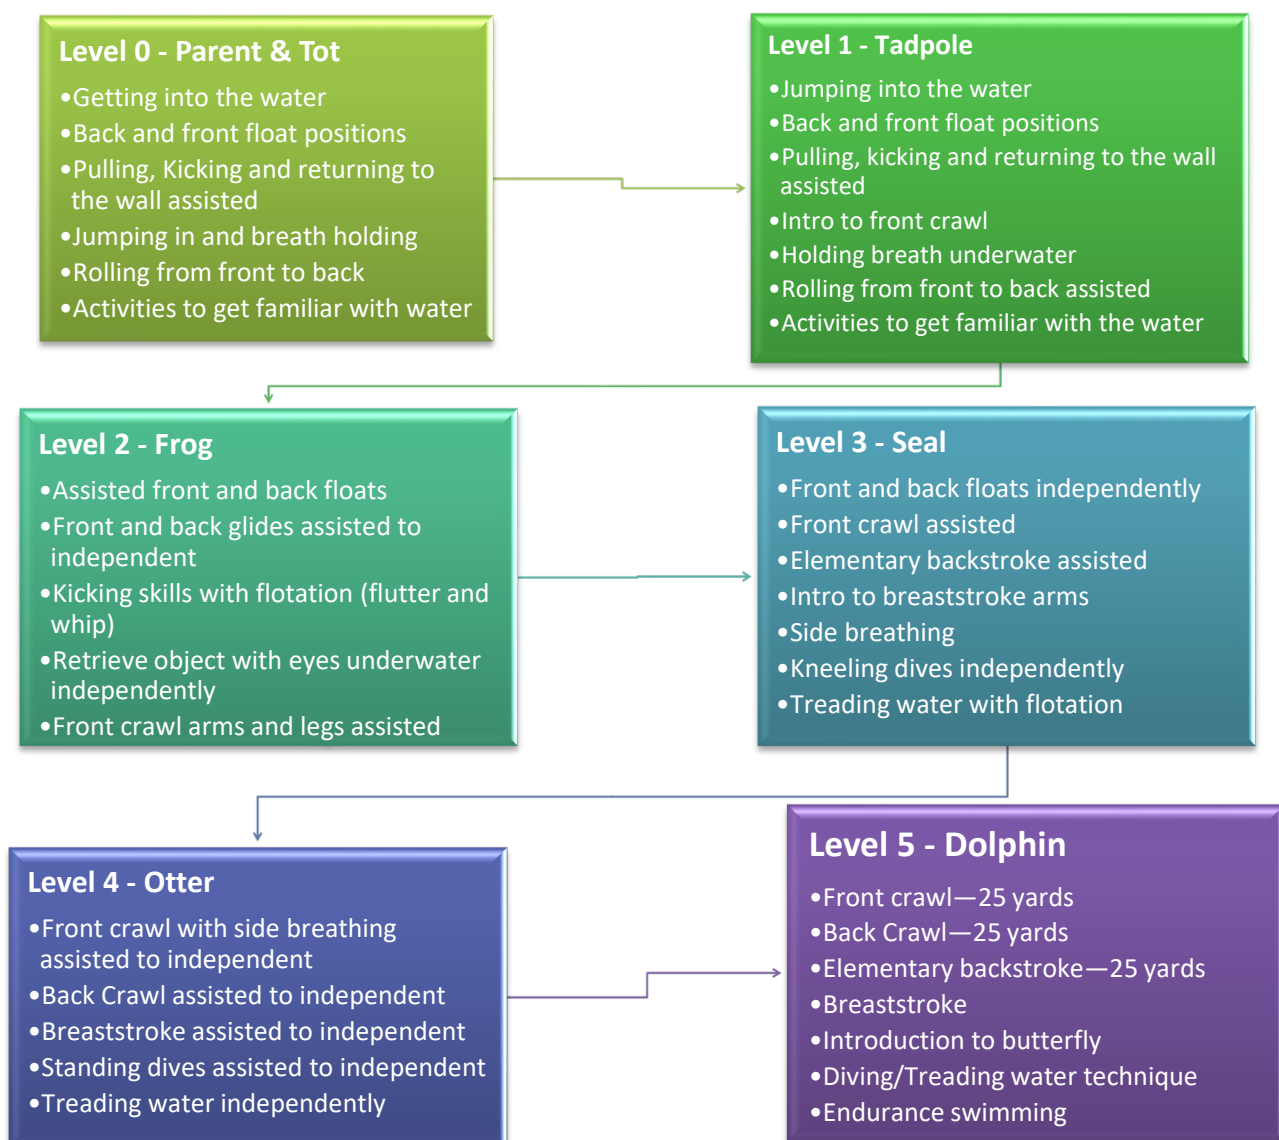 Level 0 - Parent & Tot
•Getting into the water
•Back and front float positions
•Pulling, Kicking and returning to
the wall assisted
•Jumping in and breath holding
•Rolling from front to back
•Activities to get familiar with water
Level 1 - Tadpole
•Jumping into the water
•Back and front float positions
•Pulling, kicking and returning to the wall
assisted
•Intro to front crawl
•Holding breath underwater
•Rolling from front to back assisted
•Activities to get familiar with the water
Level 2 - Frog
•Assisted front and back floats
•Front and back glides assisted to
independent
•Kicking skills with flotation (flutter and
whip)
•Retrieve object with eyes underwater
independently
•Front crawl arms and legs assisted
Level 3 - Seal
•Front and back floats independently
•Front crawl assisted
•Elementary backstroke assisted
•Intro to breaststroke arms
•Side breathing
•Kneeling dives independently
•Treading water with flotation
Level 4 - Otter
•Front crawl with side breathing
assisted to independent
•Back Crawl assisted to independent
•Breaststroke assisted to independent
•Standing dives assisted to independent
•Treading water independently
Level 5 - Dolphin
•Front crawl—25 yards
•Back Crawl—25 yards
•Elementary backstroke—25 yards
•Breaststroke
•Introduction to butterfly
•Diving/Treading water technique
•Endurance swimming